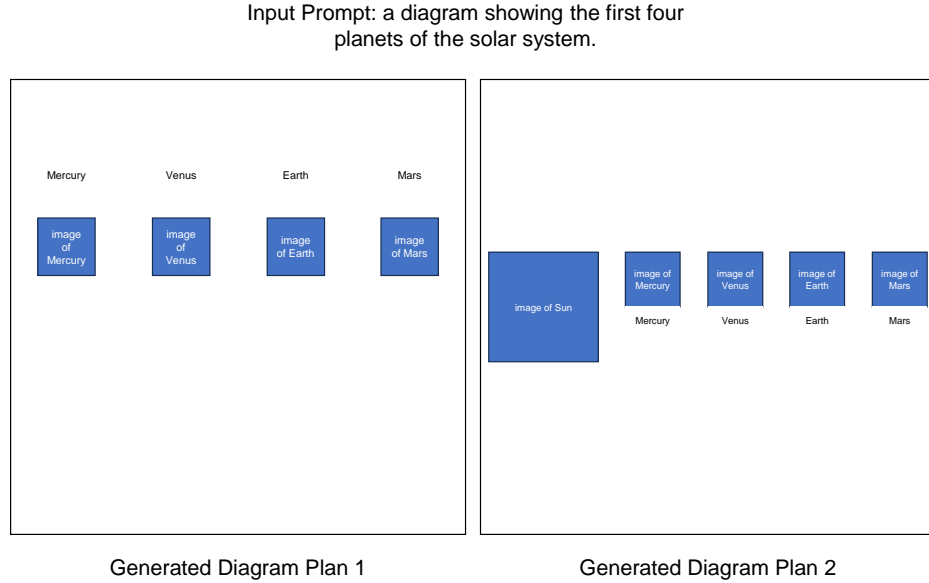 Input Prompt: a diagram showing the first four
planets of the solar system.
Mercury
Venus
Earth
Mars
image
of
Mercury
image
of
Venus
image
of Earth
image
of Mars
Generated Diagram Plan 1
image of Sun
image of
Mercury
image of
Venus
image of
Earth
image of
Mars
Mercury
Venus
Earth
Mars
Generated Diagram Plan 2